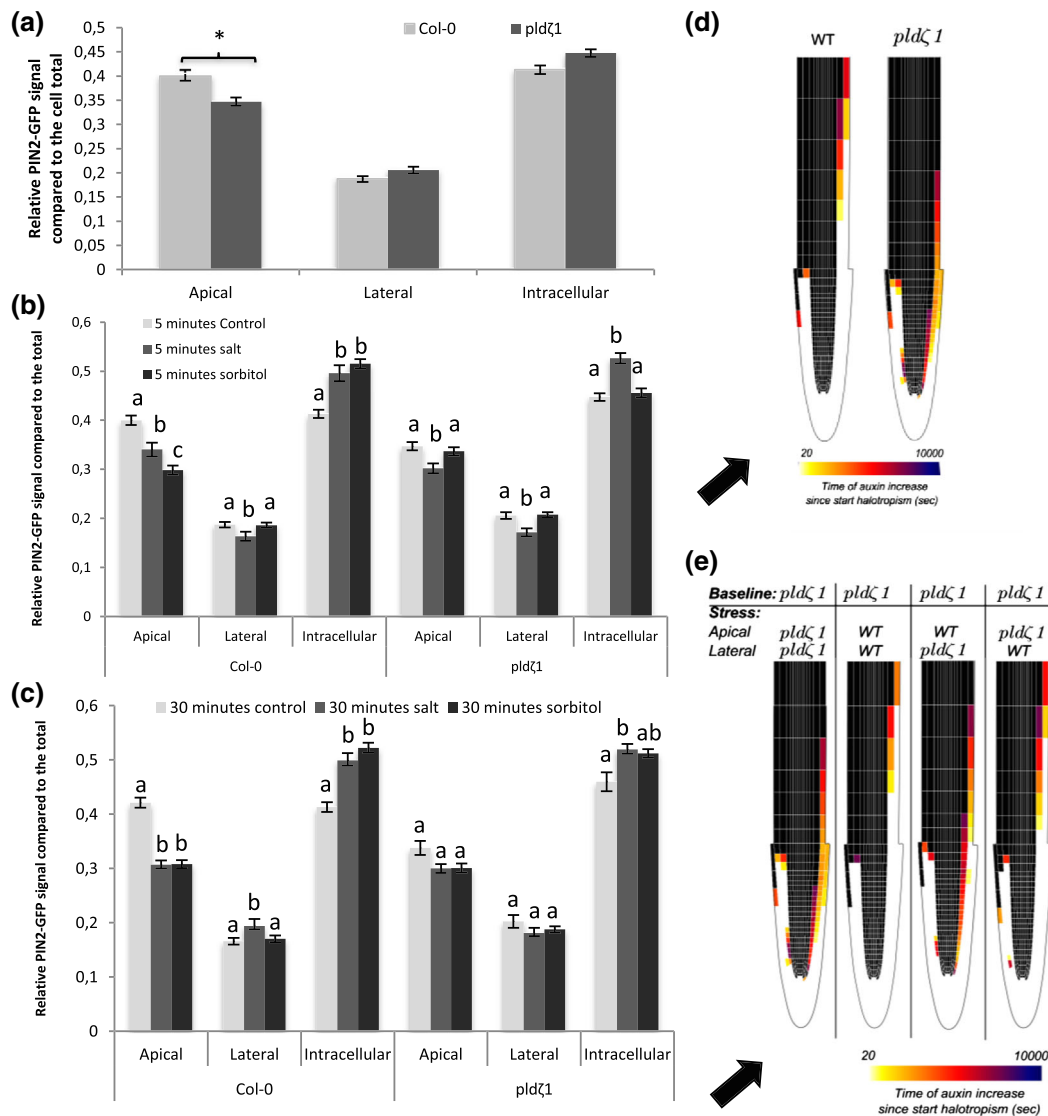 (a)
Relative PIN2-GFP signal
compared to the cell total
0,5
0,45
0,4
0,35
0,3
0,25
0,2
0,15
0,1
0,05
0
*
Col-0
pldζ1
Apical
Lateral
Intracellular
(b)
Relative PIN2-GFP signal compared to the total
0,6
0,5
0,4
0,3
0,2
0,1
0
5 minutes Control
5 minutes salt
5 minutes sorbitol
a b c
a b a
a b b
a b a
a b a
a b a
Apical Lateral Intracellular Apical Lateral Intracellular
Col-0 pldζ1
(c)
Relative PIN2-GFP signal compared to the total
0,6
0,5
0,4
0,3
0,2
0,1
0
30 minutes control 30 minutes salt 30 minutes sorbitol
a b b
a b a
a b b
a a a
a a a
a b ab
Apical Lateral Intracellular Apical Lateral Intracellular
Col-0 pldζ1
(d)
WT pldζ 1
20 10000
Time of auxin increase
since start halotropism (sec)
(e)
Baseline: pldζ 1 pldζ 1 pldζ 1 pldζ 1
Stress:
Apical pldζ 1 WT WT pldζ 1
Lateral pldζ 1 WT pldζ 1 WT
20 10000
Time of auxin increase
since start halotropism (sec)